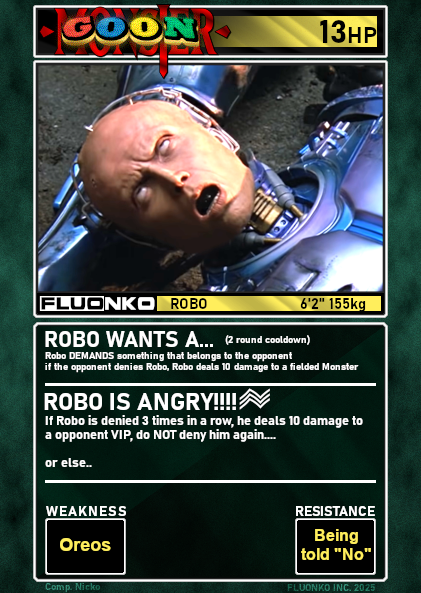 MONSTER
GOON
13HP
FLUONKO ROBO 6'2" 155kg
ROBO WANTS A... (2 round cooldown)
Robo DEMANDS something that belongs to the opponent
if the opponent denies Robo, Robo deals 10 damage to a fielded Monster
ROBO IS ANGRY!!!!
If Robo is denied 3 times in a row, he deals 10 damage to
a opponent VIP, do NOT deny him again....
or else..
WEAKNESS RESISTANCE
Oreos
Being
told "No"
Comp. Nicko FLUONKO INC. 2025